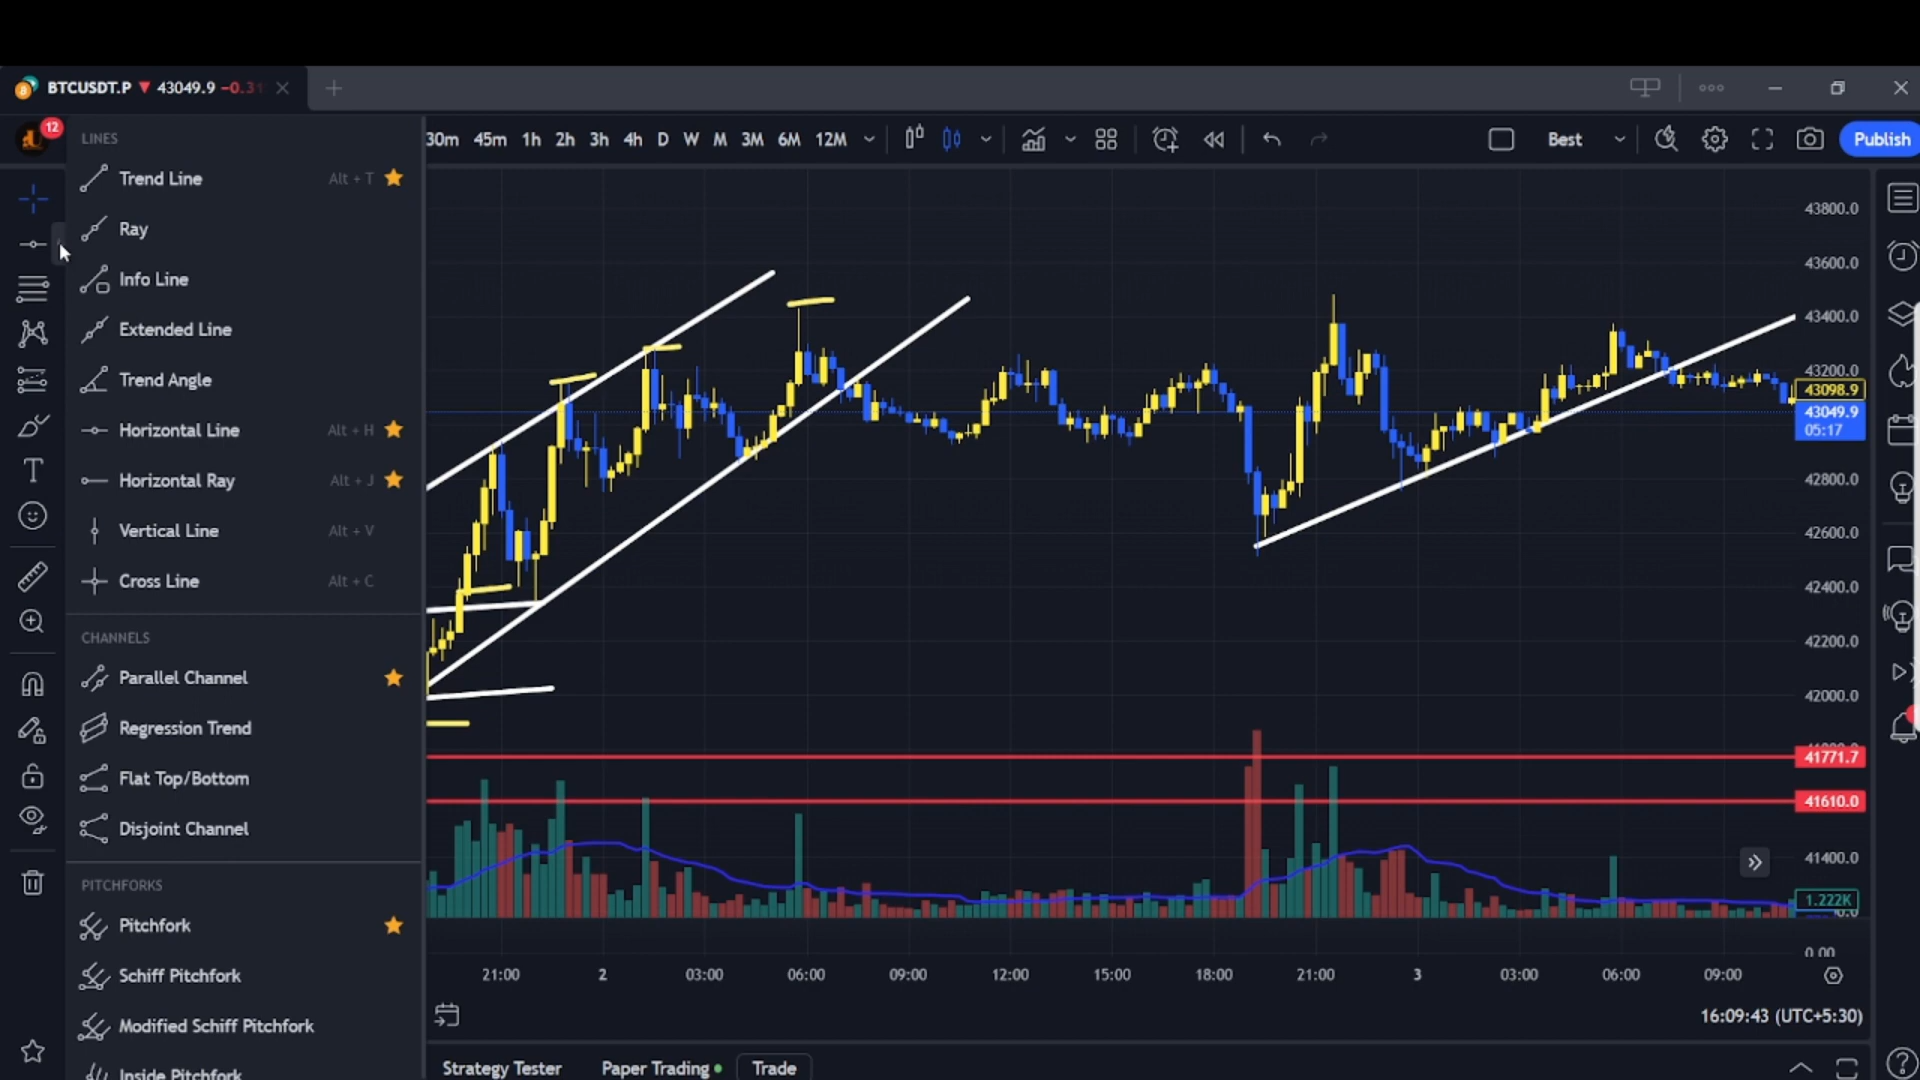 BTCUSDT.P 43049.9 −0.31
12
30m 45m 1h 2h 3h 4h D W M 3M 6M 12M
Best
Publish
LINES
Trend Line Alt + T
Ray
Info Line
Extended Line
Trend Angle
Horizontal Line Alt + H
Horizontal Ray Alt + J
Vertical Line Alt + V
Cross Line Alt + C
CHANNELS
Parallel Channel
Regression Trend
Flat Top/Bottom
Disjoint Channel
PITCHFORKS
Pitchfork
Schiff Pitchfork
Modified Schiff Pitchfork
Inside Pitchfork
43800.0
43600.0
43400.0
43200.0
43098.9
43049.9
05:17
42800.0
42600.0
42400.0
42200.0
42000.0
41771.7
41610.0
41400.0
1.222K
0.00
21:00 2 03:00 06:00 09:00 12:00 15:00 18:00 21:00 3 03:00 06:00 09:00
16:09:43 (UTC+5:30)
Strategy Tester Paper Trading Trade